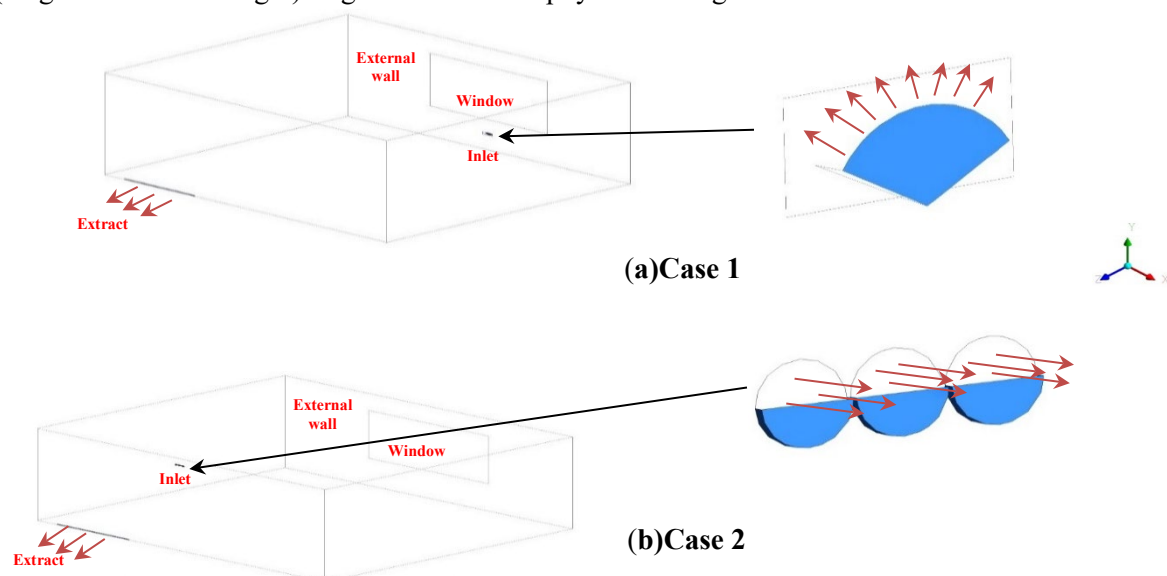 External
wall
Window
Inlet
Extract
Y
Z
X
(a)Case 1
External
wall
Window
Inlet
Extract
(b)Case 2